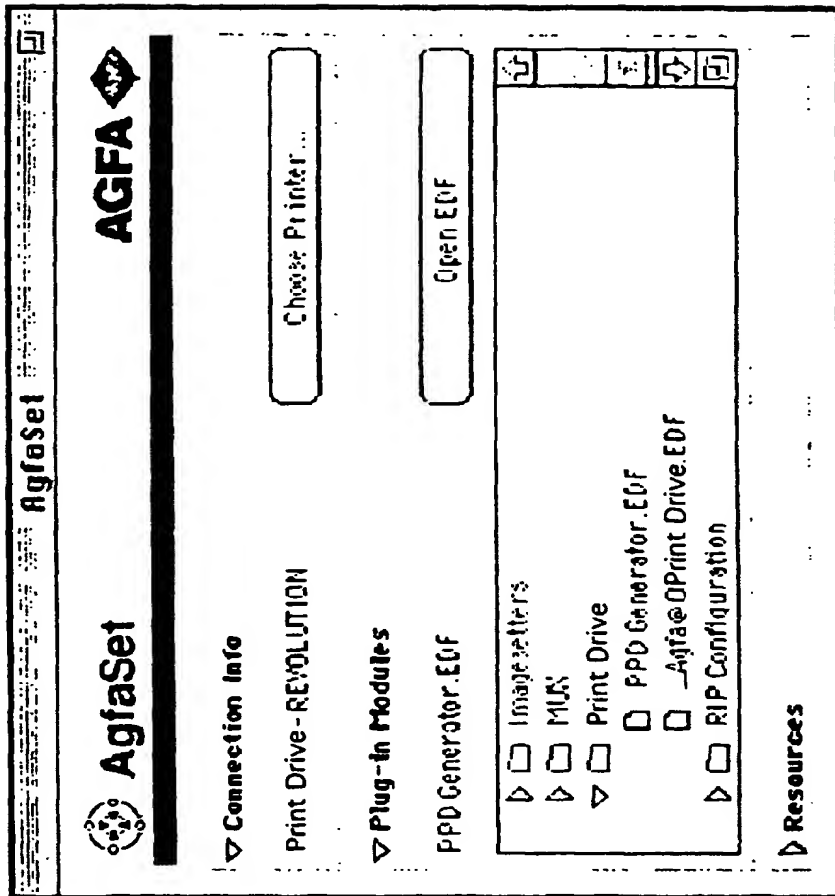 AgfaSet
AgfaSet AGFA
Connection Info
Print Drive-REVOLUTION Choose Printer...
Plug-In Modules
PPD Generator.EDF Open EDF
Imagesetters
MUX
Print Drive
PPD Generator.EDF
_Agfa@0Print Drive.EDF
RIP Configuration
Resources